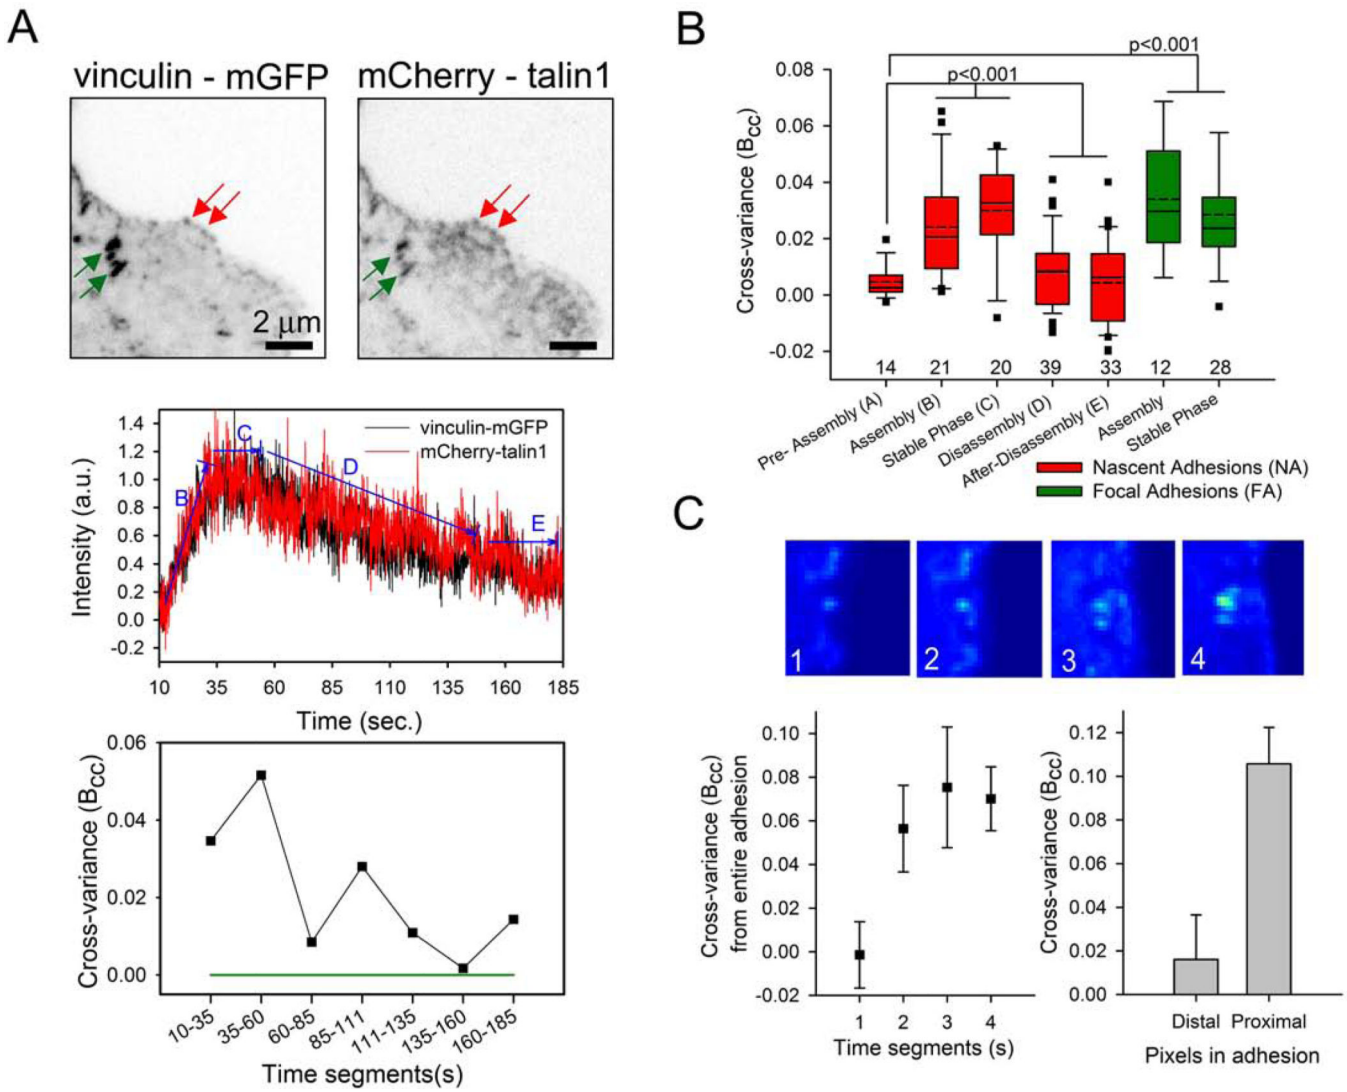 A
vinculin - mGFP
mCherry - talin1
2 μm
Intensity (a.u.)
1.4
1.2
1.0
0.8
0.6
0.4
0.2
0.0
-0.2
B
C
D
E
vinculin-mGFP
mCherry-talin1
10 35 60 85 110 135 160 185
Time (sec.)
Cross-variance (BCC)
0.06
0.04
0.02
0.00
10-35
35-60
60-85
85-111
111-135
135-160
160-185
Time segments(s)
B
p<0.001
p<0.001
Cross-variance (BCC)
0.08
0.06
0.04
0.02
0.00
-0.02
14 21 20 39 33 12 28
Pre- Assembly (A)
Assembly (B)
Stable Phase (C)
Disassembly (D)
After-Disassembly (E)
Assembly
Stable Phase
Nascent Adhesions (NA)
Focal Adhesions (FA)
C
1
2
3
4
Cross-variance (BCC)
from entire adhesion
0.10
0.08
0.06
0.04
0.02
0.00
-0.02
1 2 3 4
Time segments (s)
Cross-variance (BCC)
0.12
0.10
0.08
0.06
0.04
0.02
0.00
Distal Proximal
Pixels in adhesion